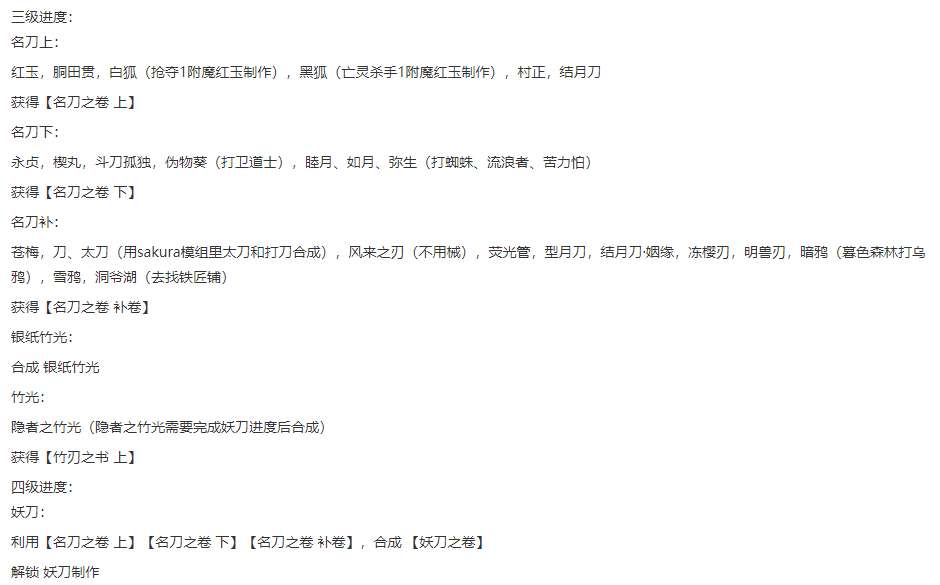 三级进度：
名刀上：
红玉，胴田贯，白狐（抢夺1附魔红玉制作），黑狐（亡灵杀手1附魔红玉制作），村正，结月刀
获得【名刀之卷 上】
名刀下：
永贞，楔丸，斗刀孤独，伪物葵（打卫道士），睦月、如月、弥生（打蜘蛛、流浪者、苦力怕）
获得【名刀之卷 下】
名刀补：
苍梅，刀、太刀（用sakura模组里太刀和打刀合成），风来之刃（不用械），荧光管，型月刀，结月刀·姻缘，冻樱刃，明兽刃，暗鸦（暮色森林打乌
鸦），雪鸦，洞爷湖（去找铁匠铺）
获得【名刀之卷 补卷】
银纸竹光：
合成 银纸竹光
竹光：
隐者之竹光（隐者之竹光需要完成妖刀进度后合成）
获得【竹刃之书 上】
四级进度：
妖刀：
利用【名刀之卷 上】【名刀之卷 下】【名刀之卷 补卷】，合成 【妖刀之卷】
解锁 妖刀制作